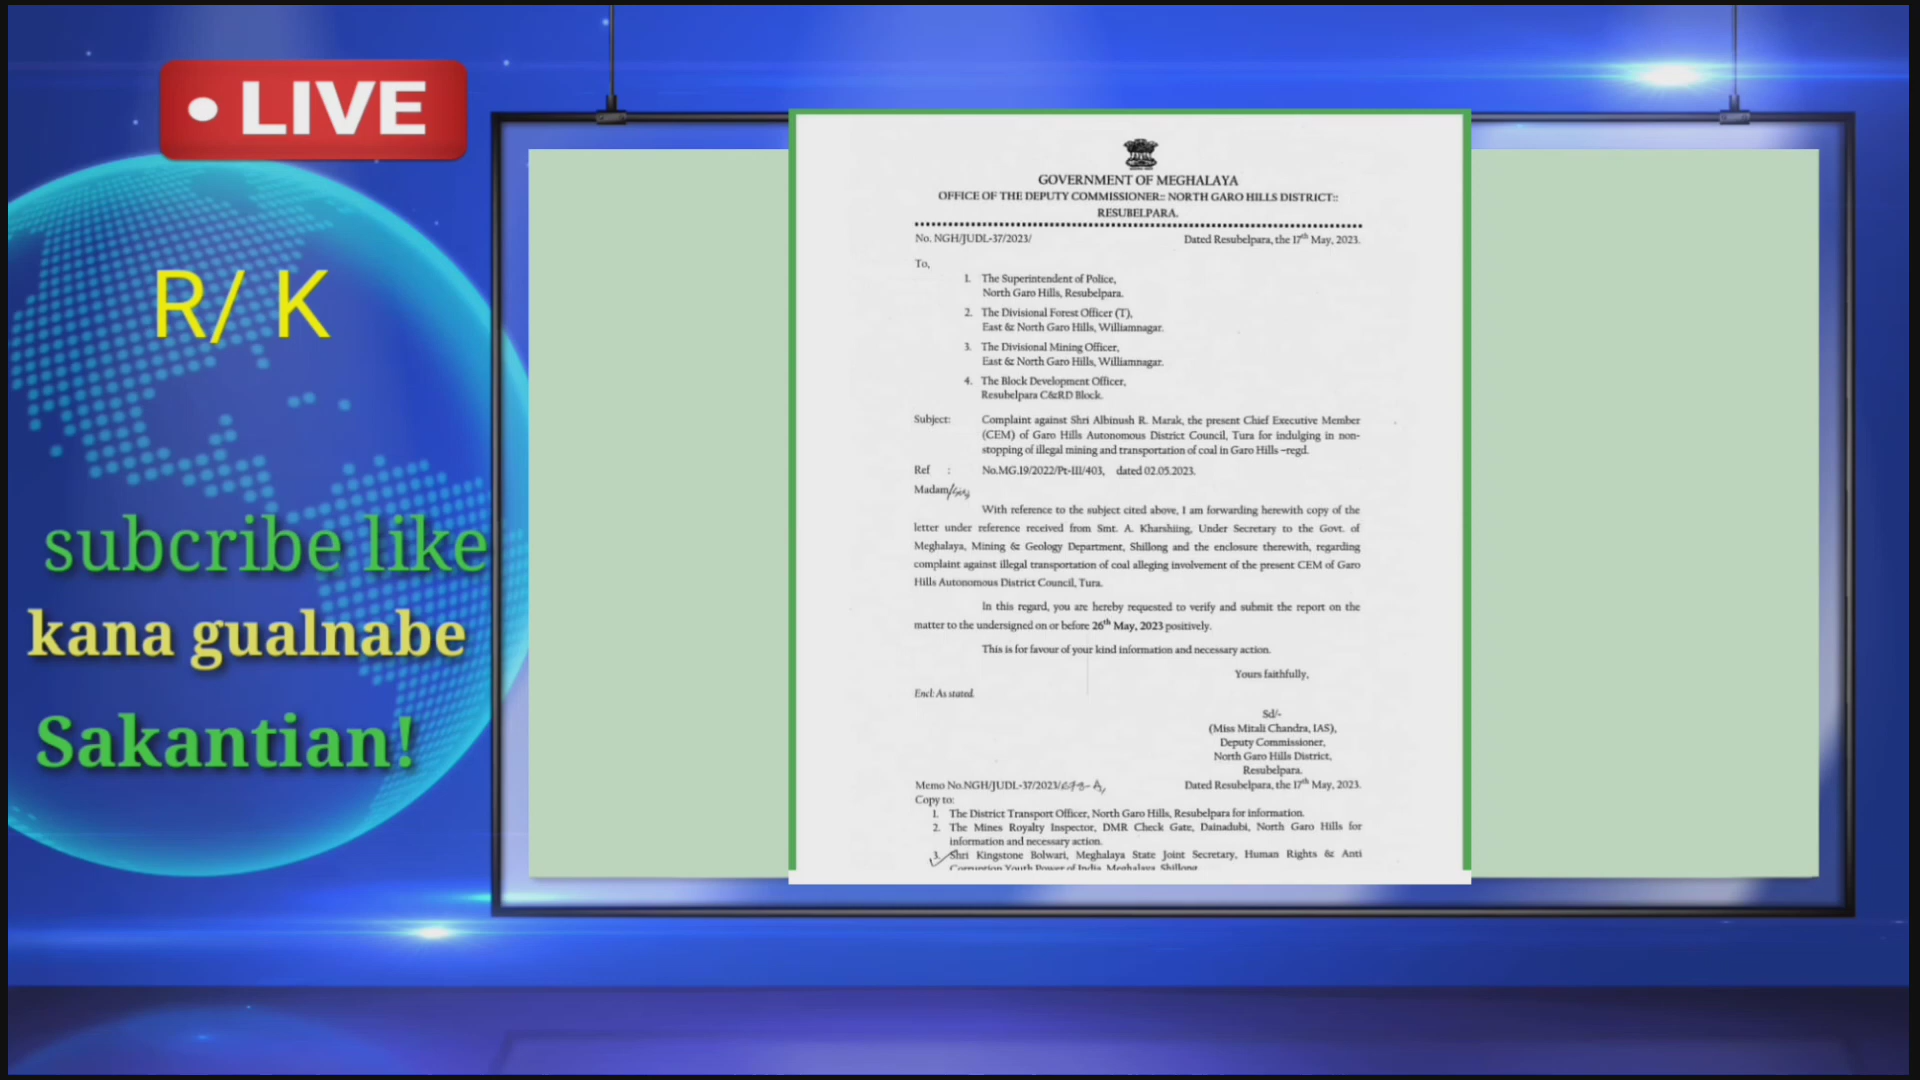 LIVE
R/ K
subcribe like
kana gualnabe
Sakantian!
GOVERNMENT OF MEGHALAYA
OFFICE OF THE DEPUTY COMMISSIONER:: NORTH GARO HILLS DISTRICT::
RESUBELPARA.
No. NGH/JUDL-37/2023/ Dated Resubelpara, the 17th May, 2023.
To,
1. The Superintendent of Police,
North Garo Hills, Resubelpara.
2. The Divisional Forest Officer (T),
East & North Garo Hills, Williamnagar.
3. The Divisional Mining Officer,
East & North Garo Hills, Williamnagar.
4. The Block Development Officer,
Resubelpara C&RD Block.
Subject: Complaint against Shri Albinush R. Marak, the present Chief Executive Member
(CEM) of Garo Hills Autonomous District Council, Tura for indulging in non-
stopping of illegal mining and transportation of coal in Garo Hills –regd.
Ref : No.MG.19/2022/Pt-III/403, dated 02.05.2023.
Madam/
With reference to the subject cited above, I am forwarding herewith copy of the
letter under reference received from Smt. A. Kharshiing, Under Secretary to the Govt. of
Meghalaya, Mining & Geology Department, Shillong and the enclosure therewith, regarding
complaint against illegal transportation of coal alleging involvement of the present CEM of Garo
Hills Autonomous District Council, Tura.
In this regard, you are hereby requested to verify and submit the report on the
matter to the undersigned on or before 26th May, 2023 positively.
This is for favour of your kind information and necessary action.
Yours faithfully,
Encl: As stated.
Sd/-
(Miss Mitali Chandra, IAS),
Deputy Commissioner,
North Garo Hills District,
Resubelpara.
Memo No.NGH/JUDL-37/2023/ Dated Resubelpara, the 17th May, 2023.
Copy to:
1. The District Transport Officer, North Garo Hills, Resubelpara for information.
2. The Mines Royalty Inspector, DMR Check Gate, Dainadubi, North Garo Hills for
information and necessary action.
3. Shri Kingstone Bolwari, Meghalaya State Joint Secretary, Human Rights & Anti
Corruption Youth Power of India, Meghalaya, Shillong